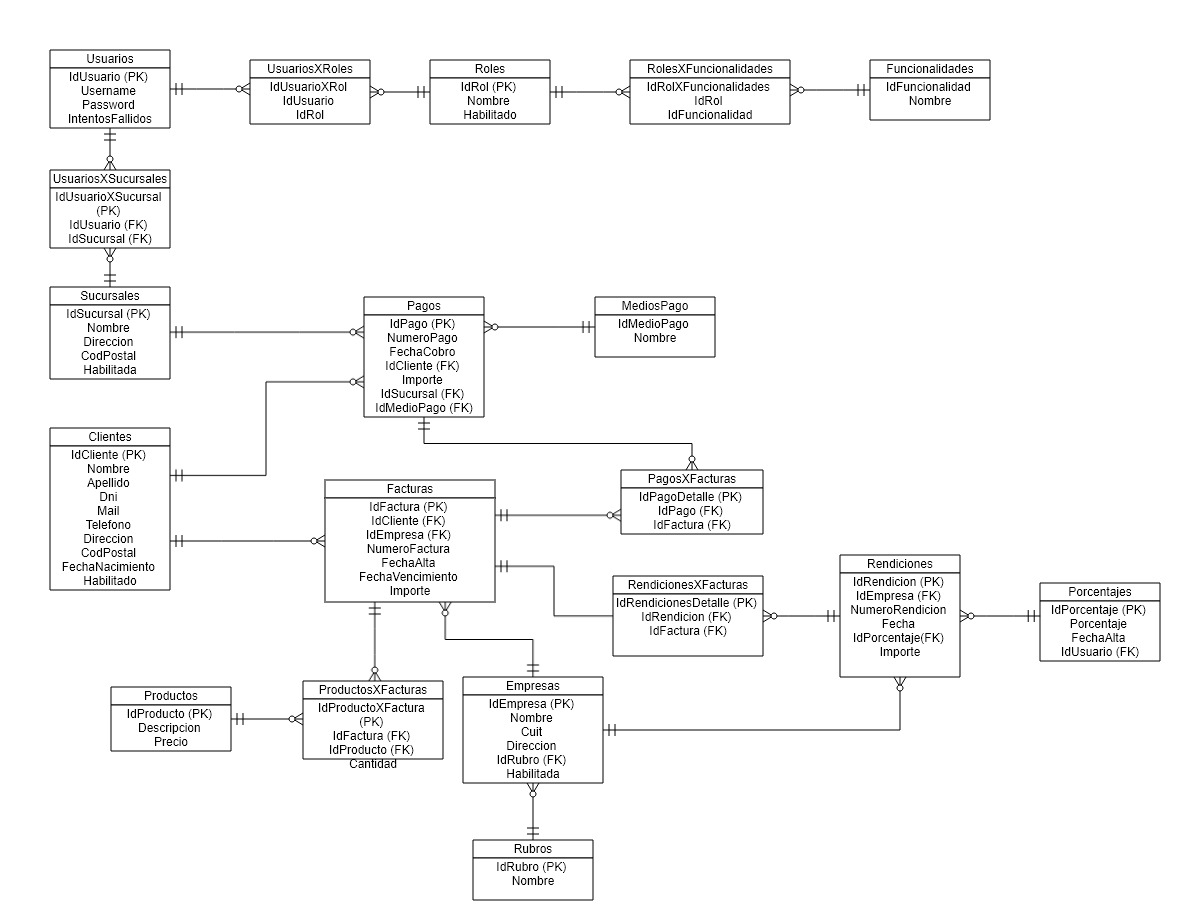 Usuarios
IdUsuario (PK)
Username
Password
IntentosFallidos
UsuariosXRoles
IdUsuarioXRol
IdUsuario
IdRol
Roles
IdRol (PK)
Nombre
Habilitado
RolesXFuncionalidades
IdRolXFuncionalidades
IdRol
IdFuncionalidad
Funcionalidades
IdFuncionalidad
Nombre
UsuariosXSucursales
IdUsuarioXSucursal
(PK)
IdUsuario (FK)
IdSucursal (FK)
Sucursales
IdSucursal (PK)
Nombre
Direccion
CodPostal
Habilitada
Pagos
IdPago (PK)
NumeroPago
FechaCobro
IdCliente (FK)
Importe
IdSucursal (FK)
IdMedioPago (FK)
MediosPago
IdMedioPago
Nombre
Clientes
IdCliente (PK)
Nombre
Apellido
Dni
Mail
Telefono
Direccion
CodPostal
FechaNacimiento
Habilitado
Facturas
IdFactura (PK)
IdCliente (FK)
IdEmpresa (FK)
NumeroFactura
FechaAlta
FechaVencimiento
Importe
PagosXFacturas
IdPagoDetalle (PK)
IdPago (FK)
IdFactura (FK)
RendicionesXFacturas
IdRendicionesDetalle (PK)
IdRendicion (FK)
IdFactura (FK)
Rendiciones
IdRendicion (PK)
IdEmpresa (FK)
NumeroRendicion
Fecha
IdPorcentaje(FK)
Importe
Porcentajes
IdPorcentaje (PK)
Porcentaje
FechaAlta
IdUsuario (FK)
Productos
IdProducto (PK)
Descripcion
Precio
ProductosXFacturas
IdProductoXFactura
(PK)
IdFactura (FK)
IdProducto (FK)
Cantidad
Empresas
IdEmpresa (PK)
Nombre
Cuit
Direccion
IdRubro (FK)
Habilitada
Rubros
IdRubro (PK)
Nombre